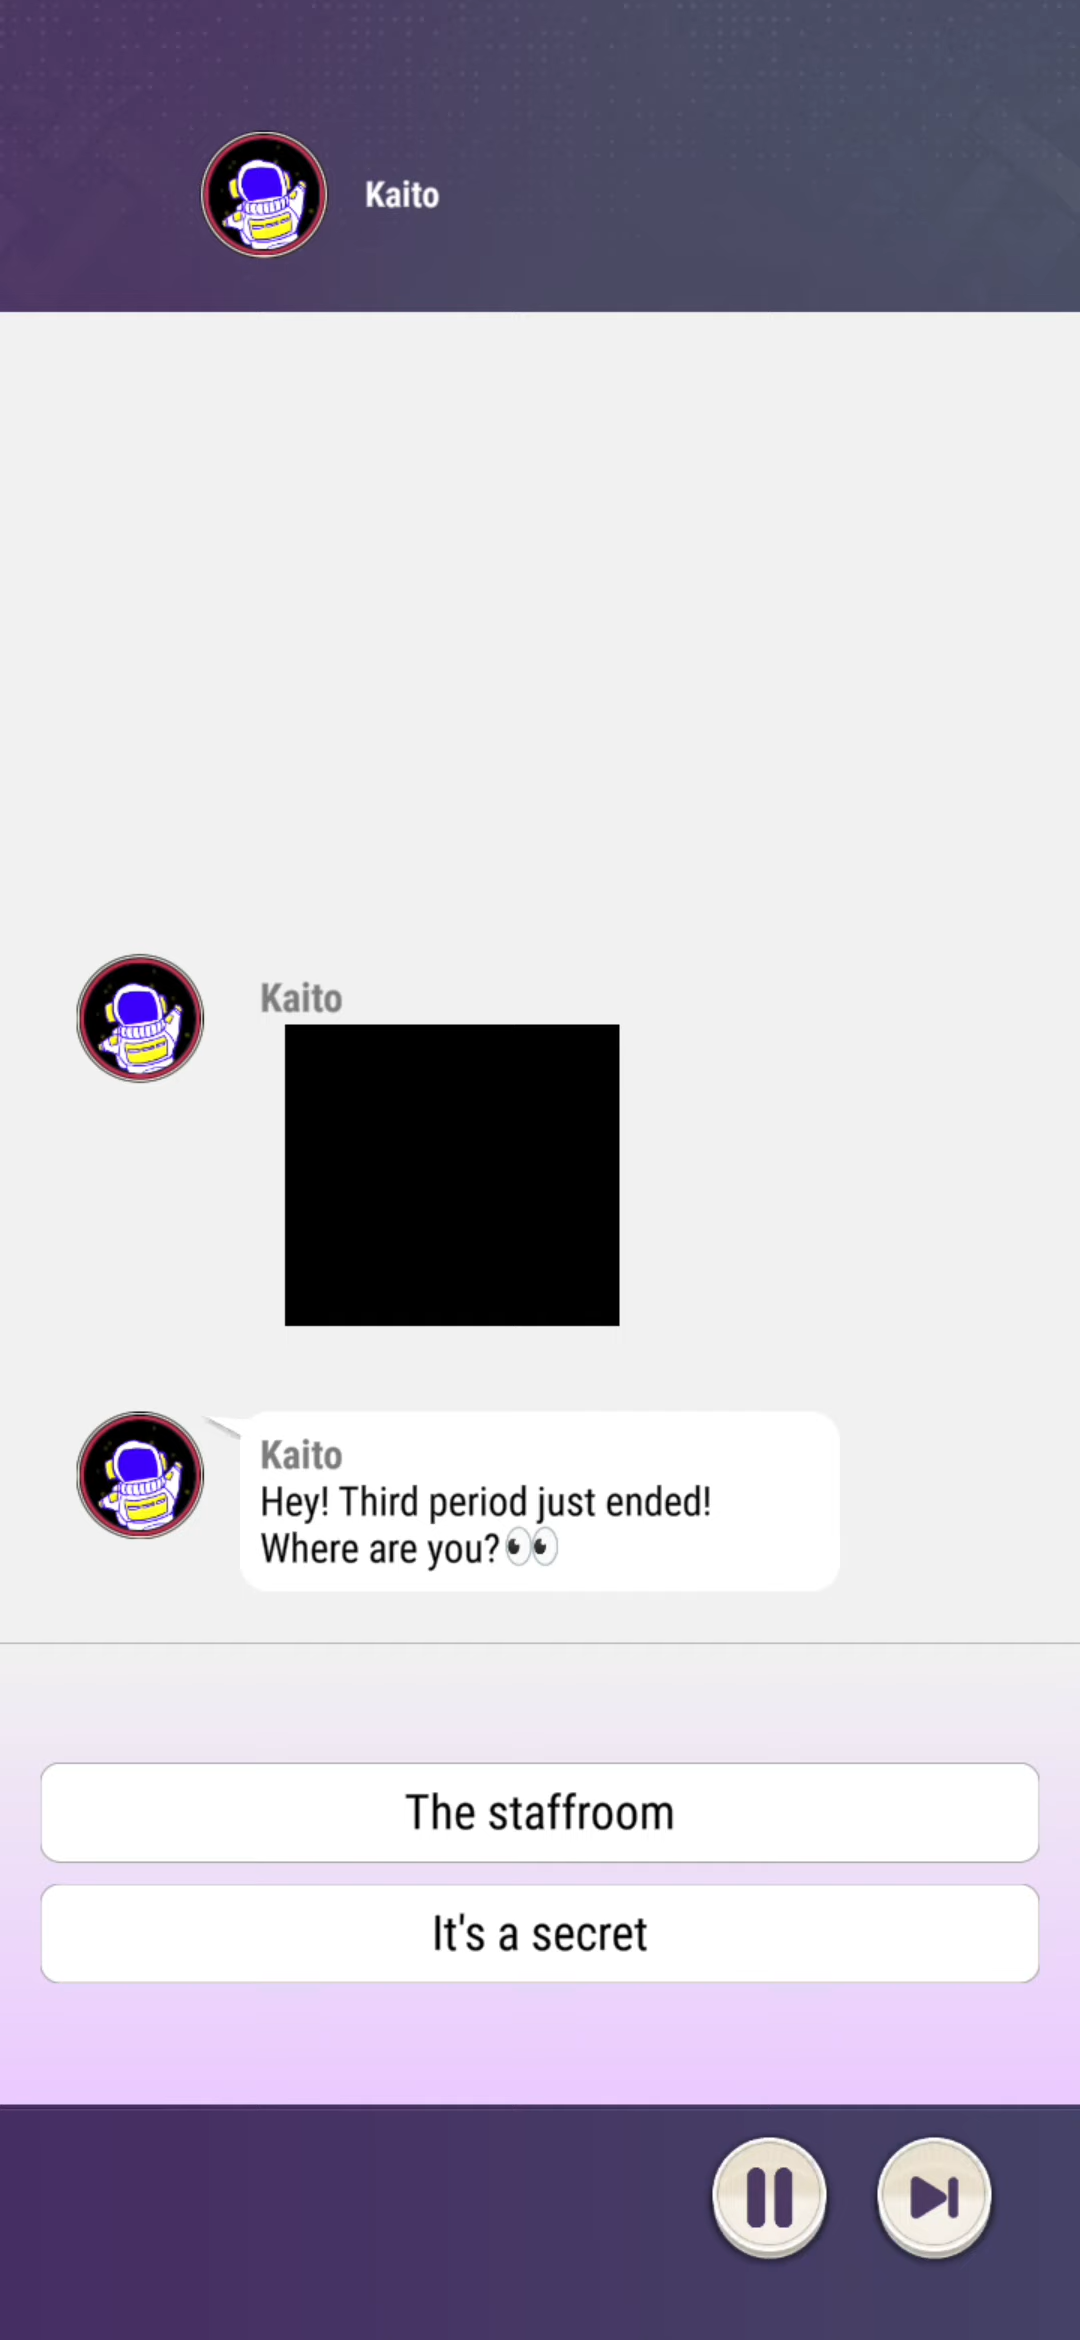 Kaito
Kaito
Kaito
Hey! Third period just ended!
Where are you?👀
The staffroom
It's a secret